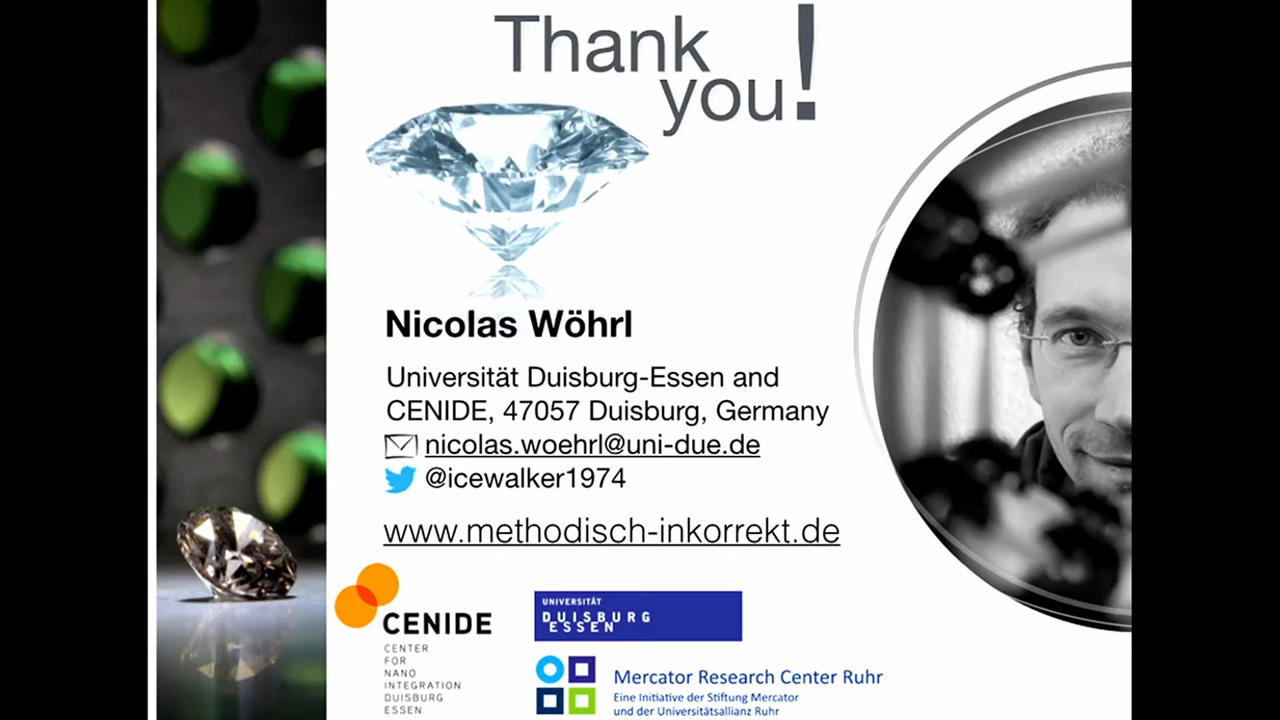 Thank
you!
Nicolas Wöhrl
Universität Duisburg-Essen and
CENIDE, 47057 Duisburg, Germany
nicolas.woehrl@uni-due.de
@icewalker1974
www.methodisch-inkorrekt.de
CENIDE
CENTER
FOR
NANO
INTEGRATION
DUISBURG
ESSEN
UNIVERSITÄT
DUISBURG
ESSEN
Mercator Research Center Ruhr
Eine Initiative der Stiftung Mercator
und der Universitätsallianz Ruhr